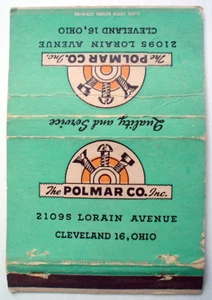 The POLMAR CO. Inc.
21095 LORAIN AVENUE
CLEVELAND 16, OHIO
Quality and Service
The POLMAR CO. Inc.
21095 LORAIN AVENUE
CLEVELAND 16, OHIO